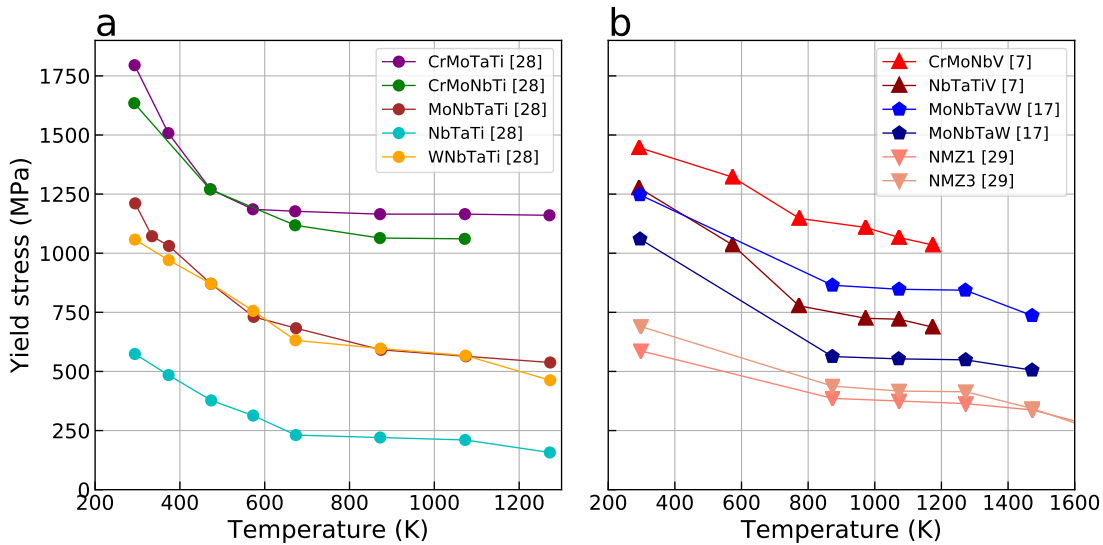 a
b
Yield stress (MPa)
1750
1500
1250
1000
750
500
250
0
200
400
600
800
1000
1200
Temperature (K)
CrMoTaTi [28]
CrMoNbTi [28]
MoNbTaTi [28]
NbTaTi [28]
WNbTaTi [28]
CrMoNbV [7]
NbTaTiV [7]
MoNbTaVW [17]
MoNbTaW [17]
NMZ1 [29]
NMZ3 [29]
200
400
600
800
1000
1200
1400
1600
Temperature (K)